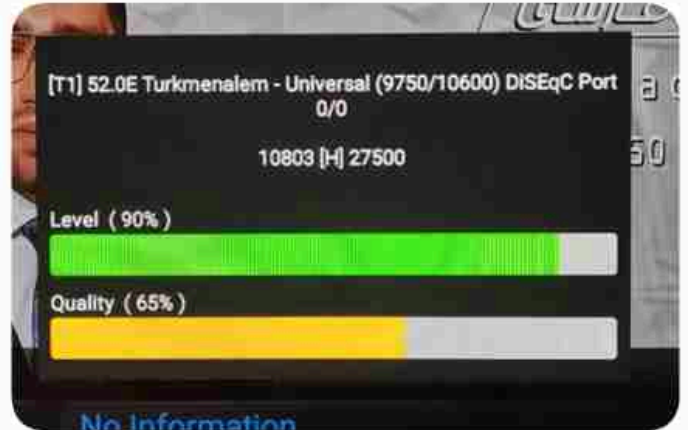 [T1] 52.0E Turkmenalem - Universal (9750/10600) DiSEqC Port
0/0
10803 [H] 27500
Level ( 90% )
Quality ( 65% )
No Information